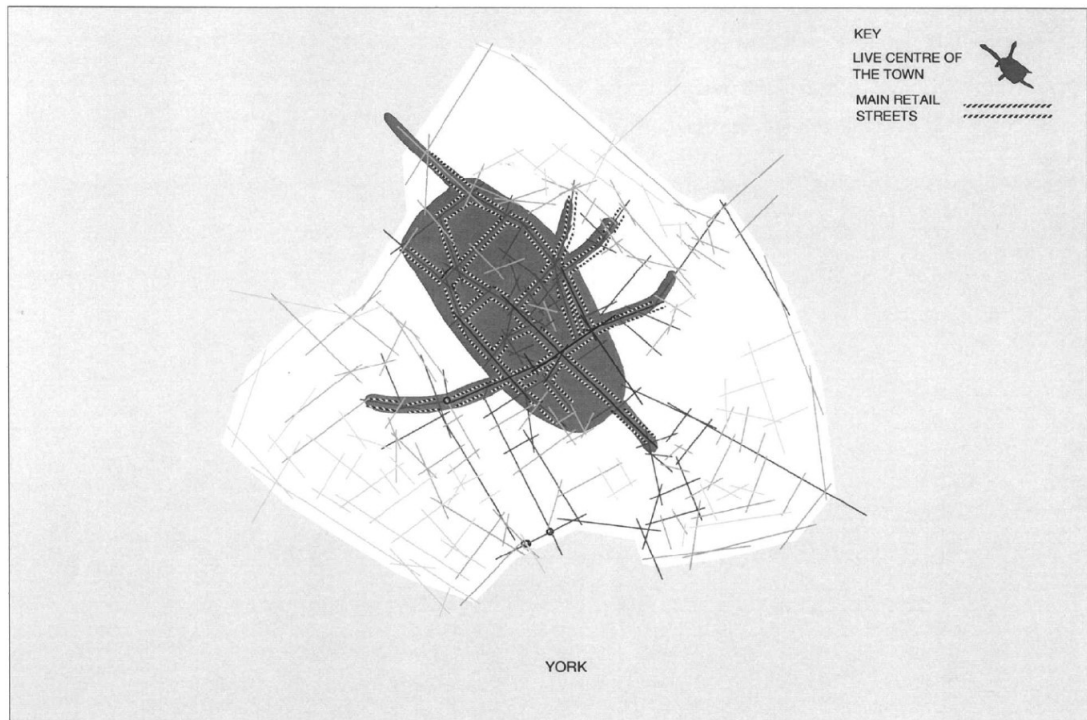 KEY
LIVE CENTRE OF
THE TOWN
MAIN RETAIL
STREETS
YORK